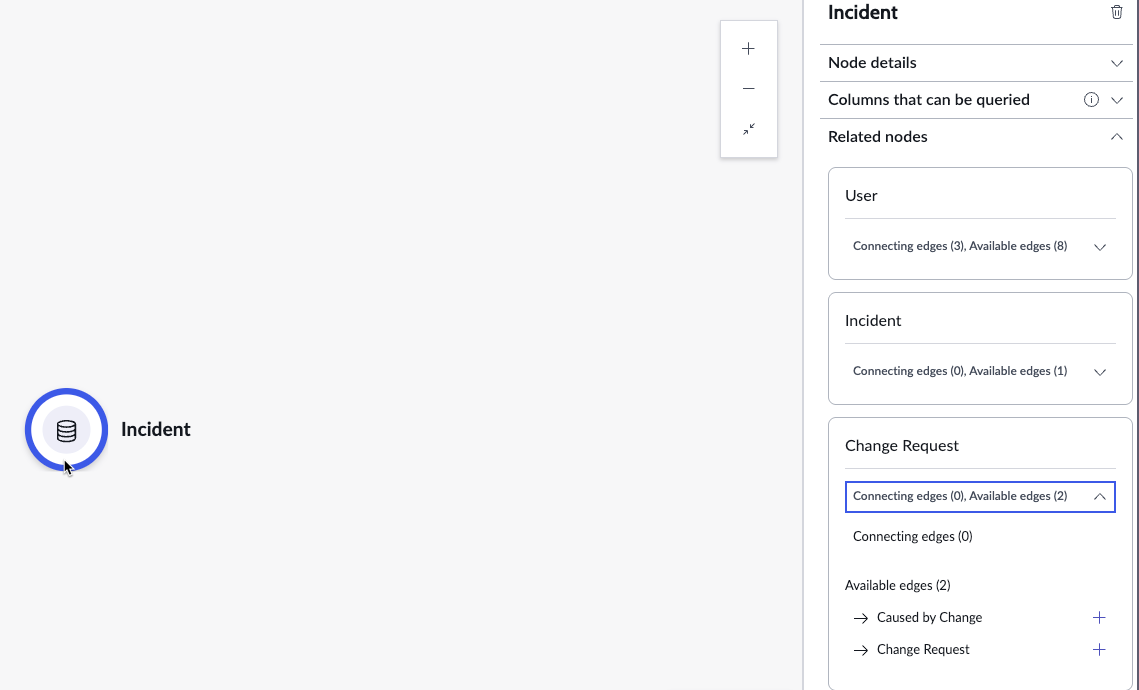 Incident
Node details
Columns that can be queried
Related nodes
User
Connecting edges (3), Available edges (8)
Incident
Connecting edges (0), Available edges (1)
Incident
Change Request
Connecting edges (0), Available edges (2)
Connecting edges (0)
Available edges (2)
Caused by Change
Change Request